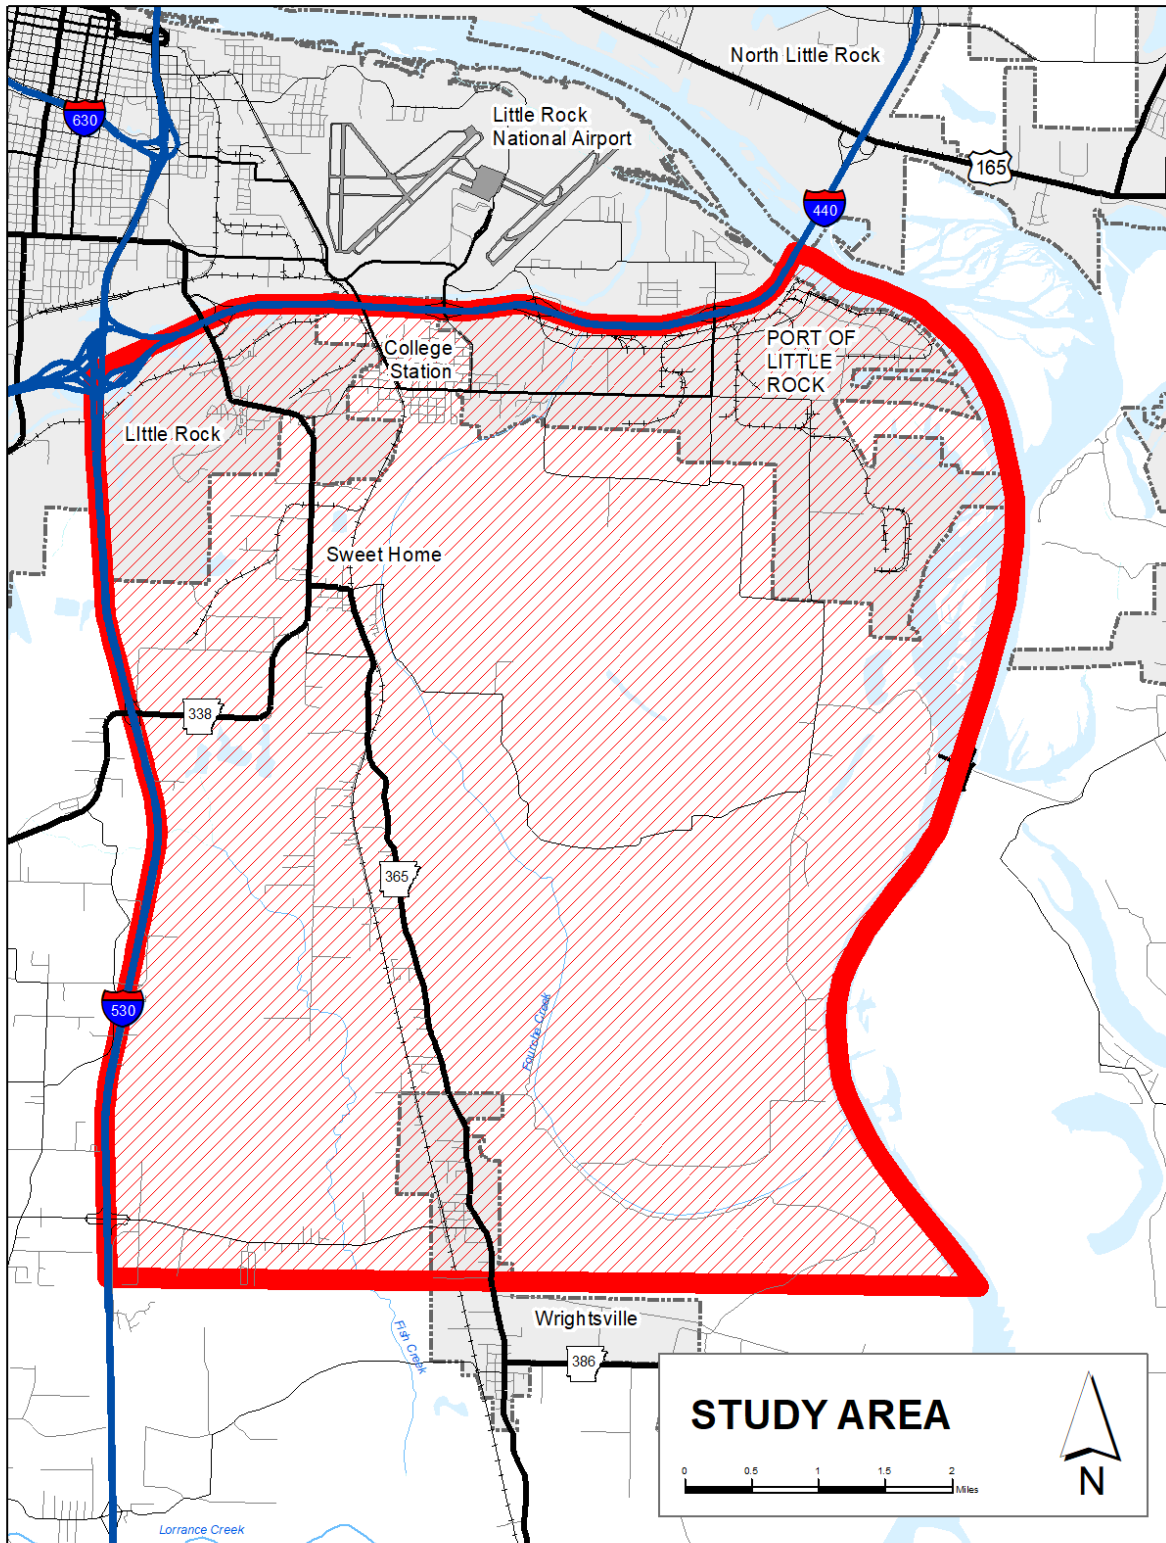 North Little Rock
630
Little Rock
National Airport
165
440
PORT OF
LITTLE
ROCK
College
Station
LIttle Rock
Sweet Home
338
365
530
Fourche Creek
Wrightsville
Fish Creek
386
STUDY AREA
0 0.5 1 1.5 2
Miles
N
Lorrance Creek